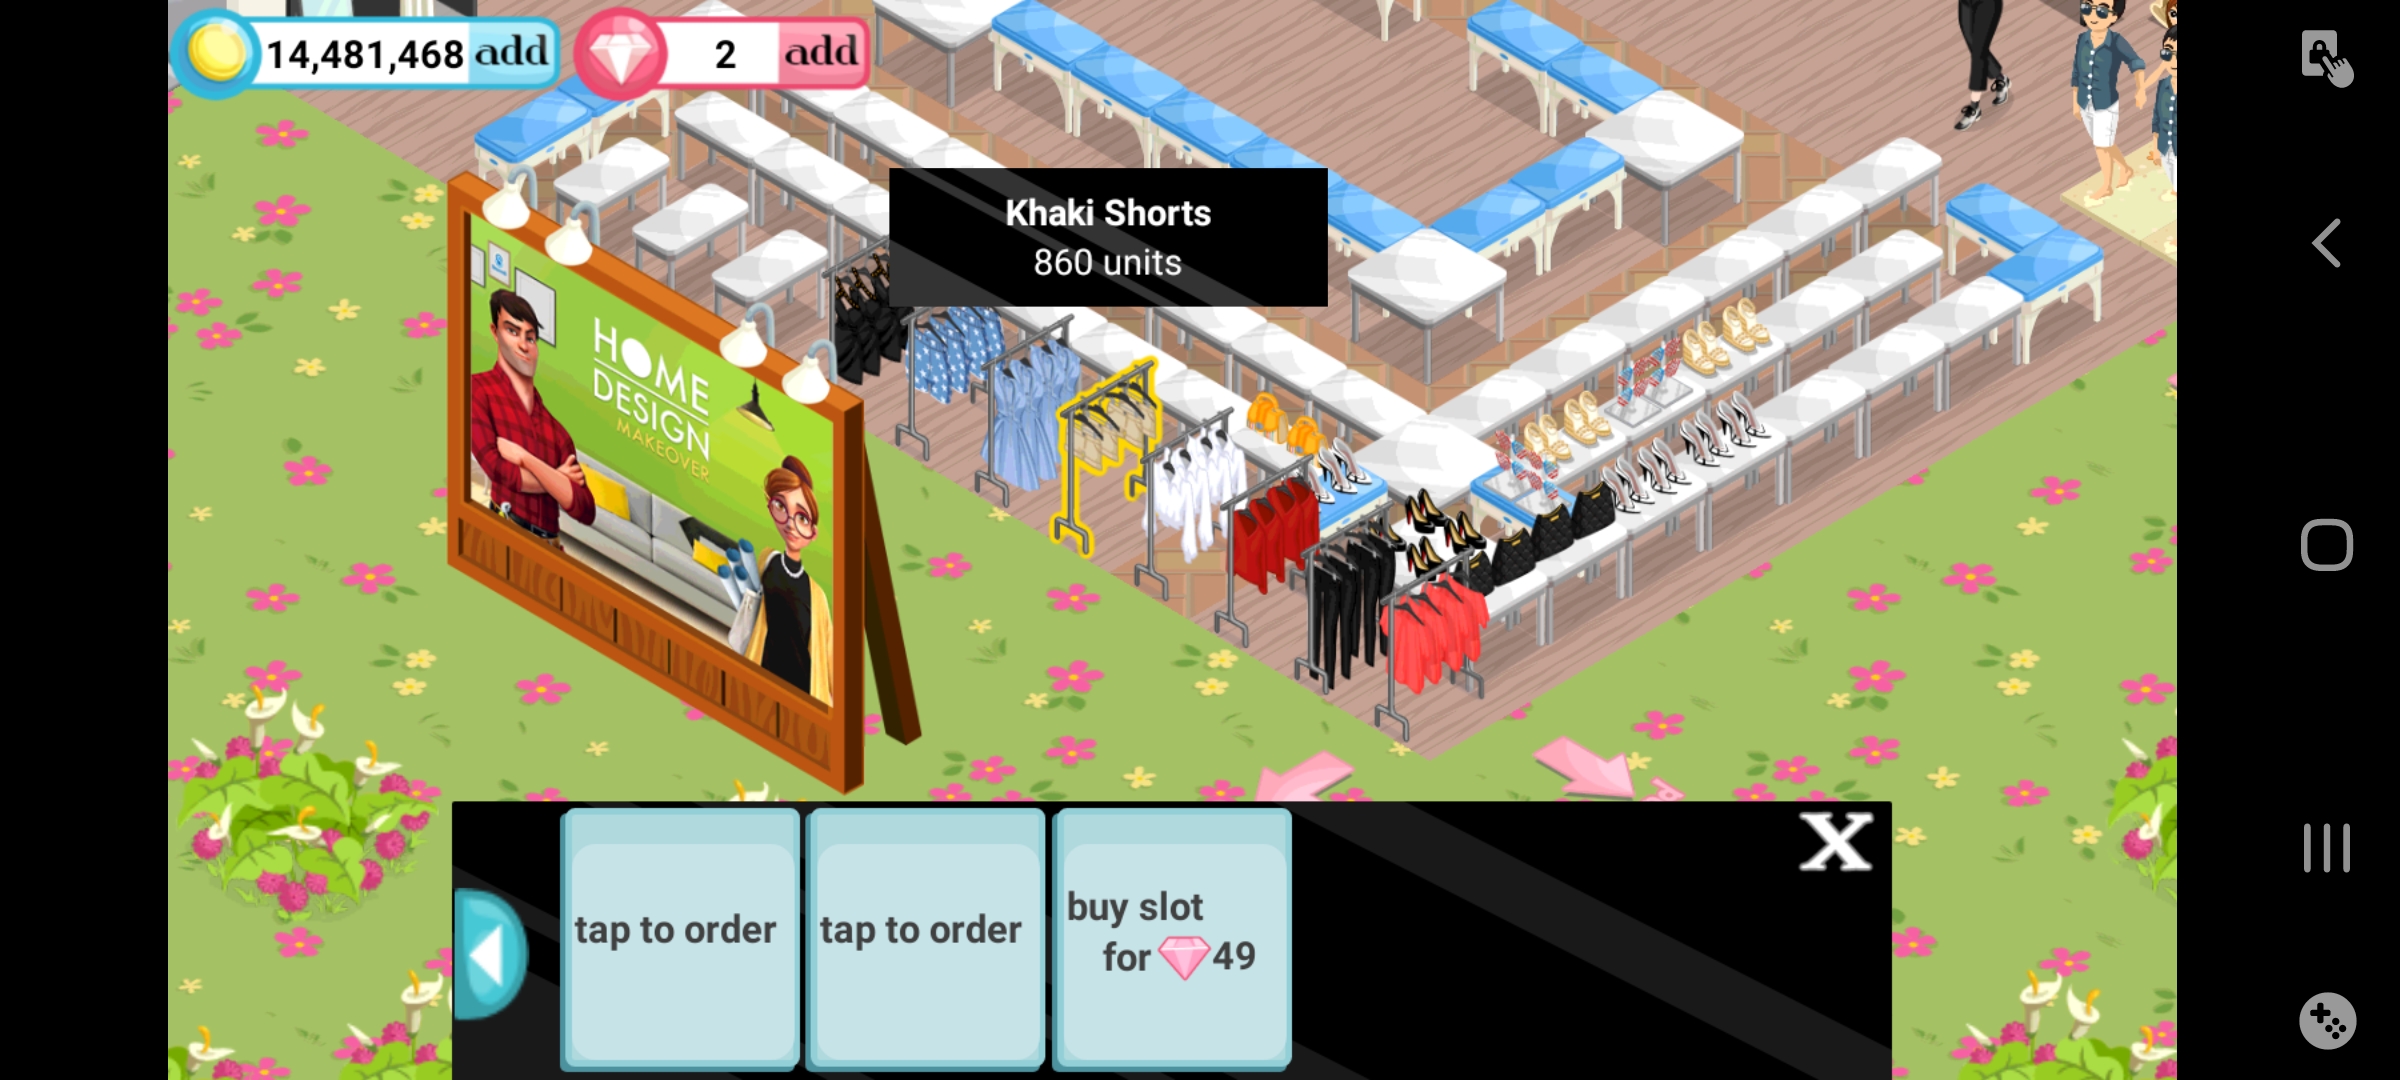 14,481,468 add
2 add
Khaki Shorts
860 units
HOME
DESIGN
MAKEOVER
tap to order
tap to order
buy slot
for 49
X